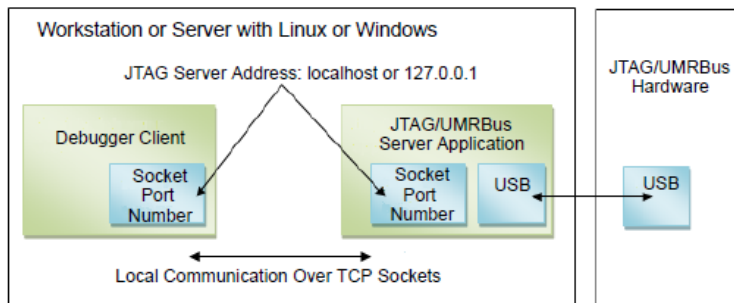 Workstation or Server with Linux or Windows
JTAG Server Address: localhost or 127.0.0.1
JTAG/UMRBus
Hardware
Debugger Client
JTAG/UMRBus
Server Application
Socket
Port
Number
Socket
Port
Number
USB
USB
Local Communication Over TCP Sockets